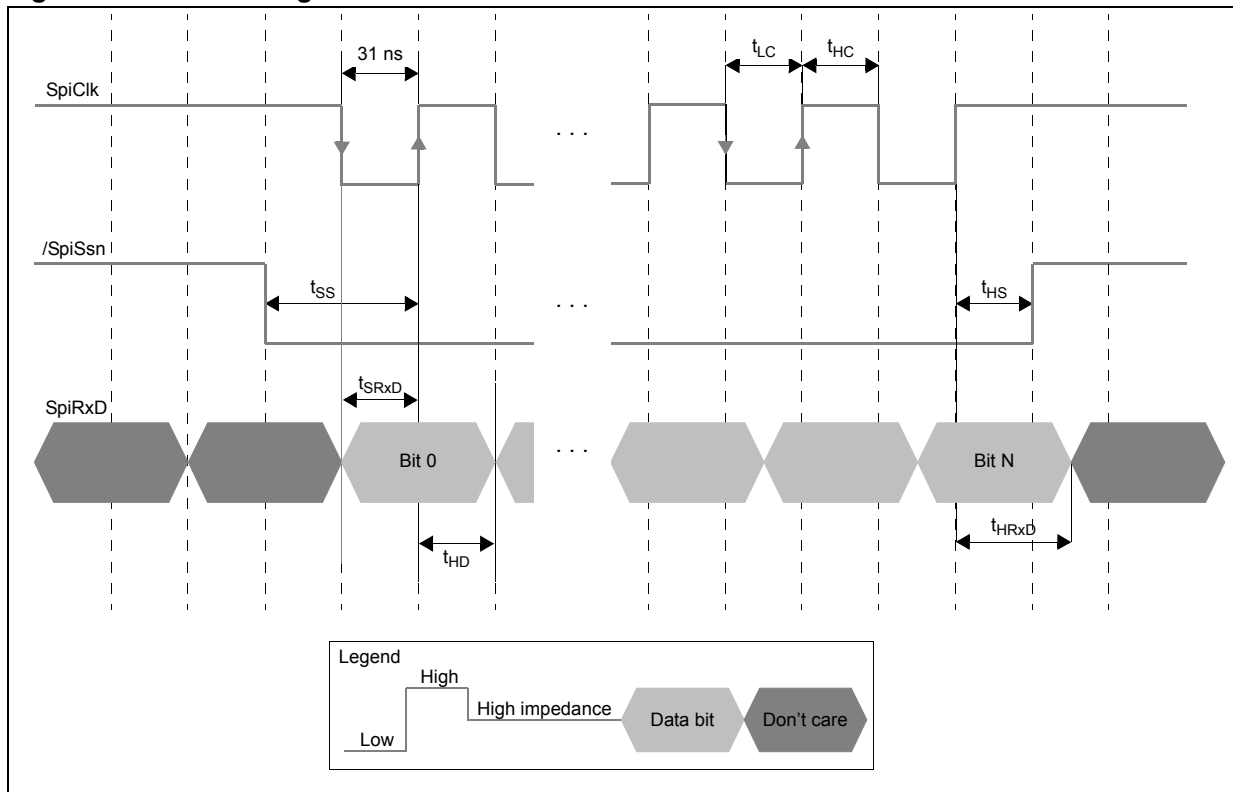 31 ns
tLC
tHC
SpiClk
. . .
/SpiSsn
tSS
. . .
tHS
tSRxD
SpiRxD
Bit 0
. . .
Bit N
tHD
tHRxD
Legend
High
High impedance
Low
Data bit
Don't care